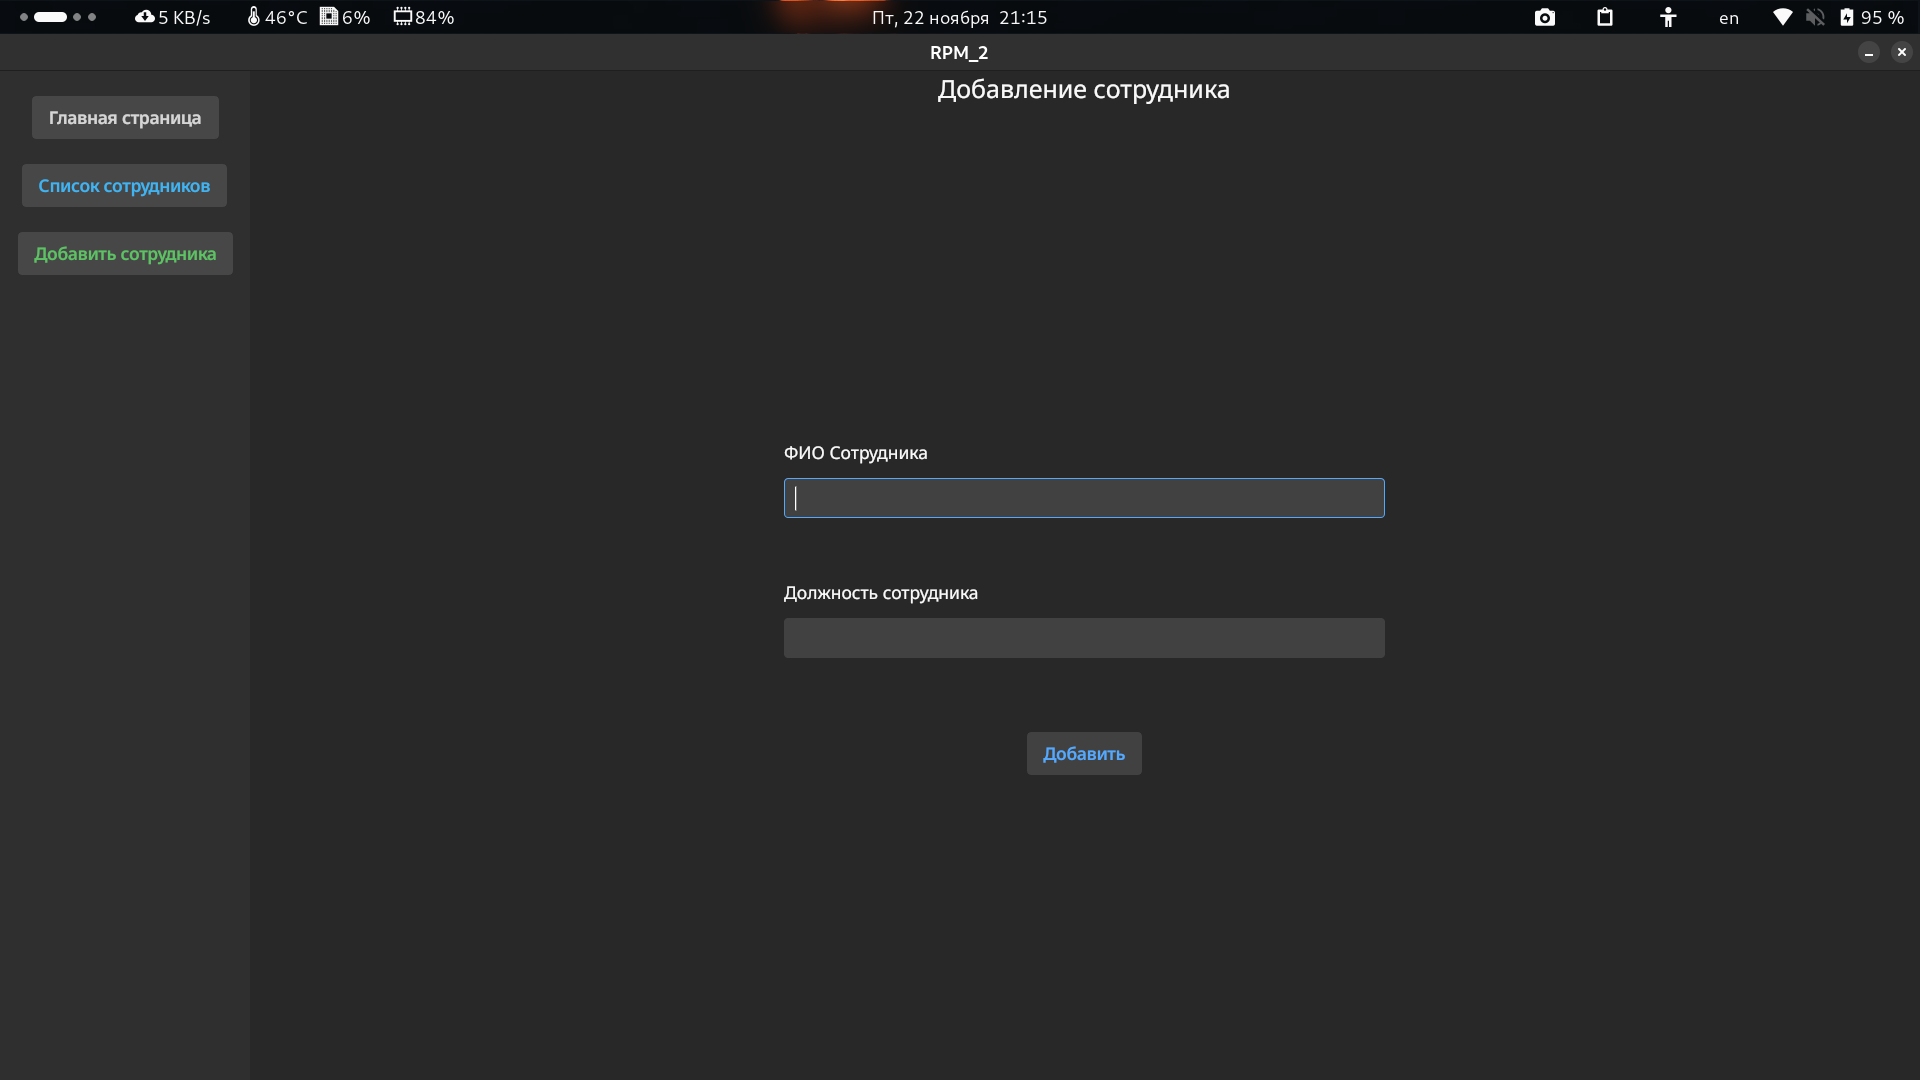 5 KB/s 46°C 6% 84% Пт, 22 ноября 21:15 en 95 %
RPM_2
Добавление сотрудника
Главная страница
Список сотрудников
Добавить сотрудника
ФИО Сотрудника
Должность сотрудника
Добавить